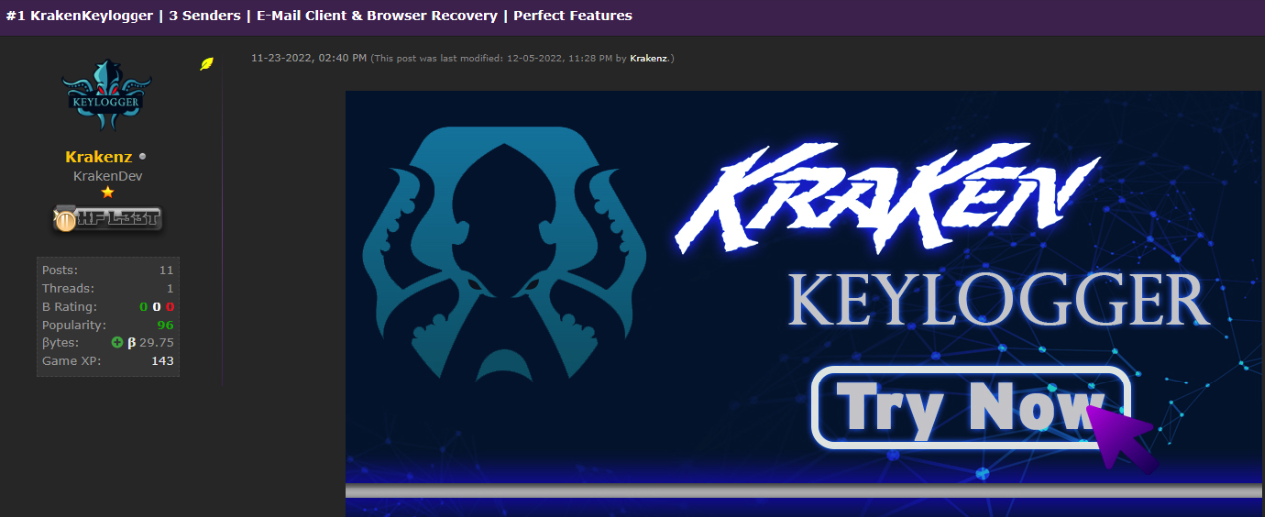 #1 KrakenKeylogger | 3 Senders | E-Mail Client & Browser Recovery | Perfect Features
11-23-2022, 02:40 PM (This post was last modified: 12-05-2022, 11:28 PM by Krakenz.)
KEYLOGGER
Krakenz
KrakenDev
HF L33T
Posts: 11
Threads: 1
B Rating: 0 0 0
Popularity: 96
βytes: β 29.75
Game XP: 143
KRAKEN
KEYLOGGER
Try Now